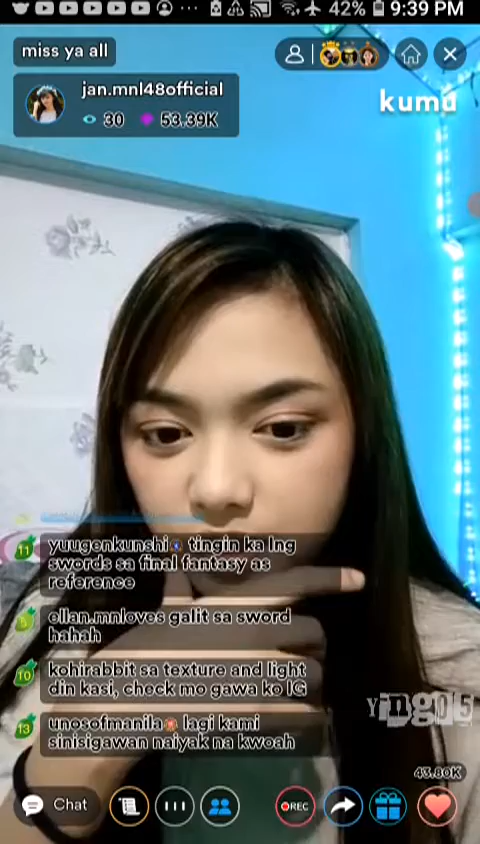 42% 9:39 PM
miss ya all
jan.mnl48official
30 53.39K
kumu
11 yuugenkunshi tingin ka lng
swords sa final fantasy as
reference
5 ellan.mnloves galit sa sword
hahah
10 kohirabbit sa texture and light
din kasi, check mo gawa ko IG
13 unosofmanila lagi kami
sinisigawan naiyak na kwoah
Yingo5
43.80K
Chat
REC